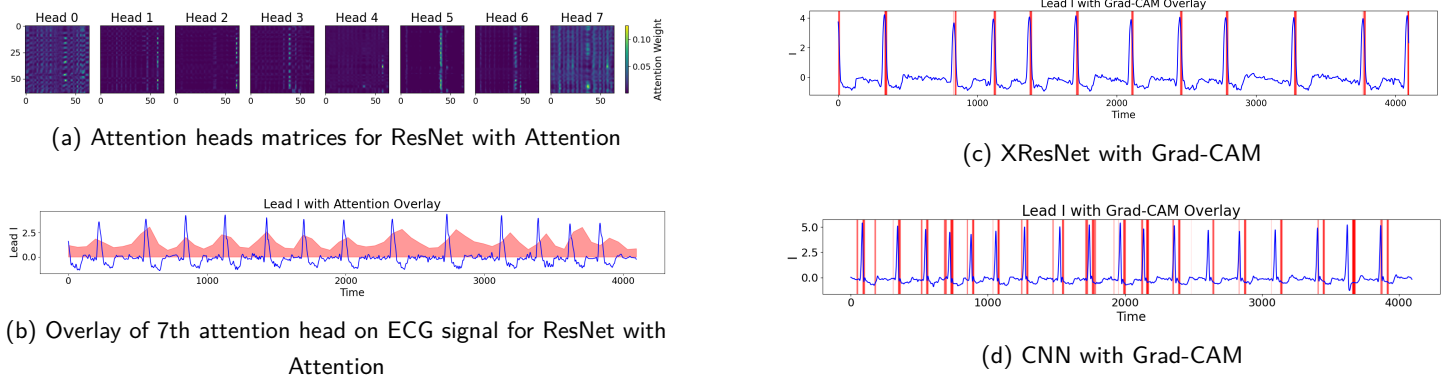 Head 0 Head 1 Head 2 Head 3 Head 4 Head 5 Head 6 Head 7
0
25
50
0 50 0 50 0 50 0 50 0 50 0 50 0 50 0 50
0.10
0.05
Attention Weight
(a) Attention heads matrices for ResNet with Attention
Lead I with Attention Overlay
Lead I
2.5
0.0
0 1000 2000 3000 4000
Time
(b) Overlay of 7th attention head on ECG signal for ResNet with
Attention
Lead I with Grad-CAM Overlay
I
4
2
0
0 1000 2000 3000 4000
Time
(c) XResNet with Grad-CAM
Lead I with Grad-CAM Overlay
I
5.0
2.5
0.0
0 1000 2000 3000 4000
Time
(d) CNN with Grad-CAM